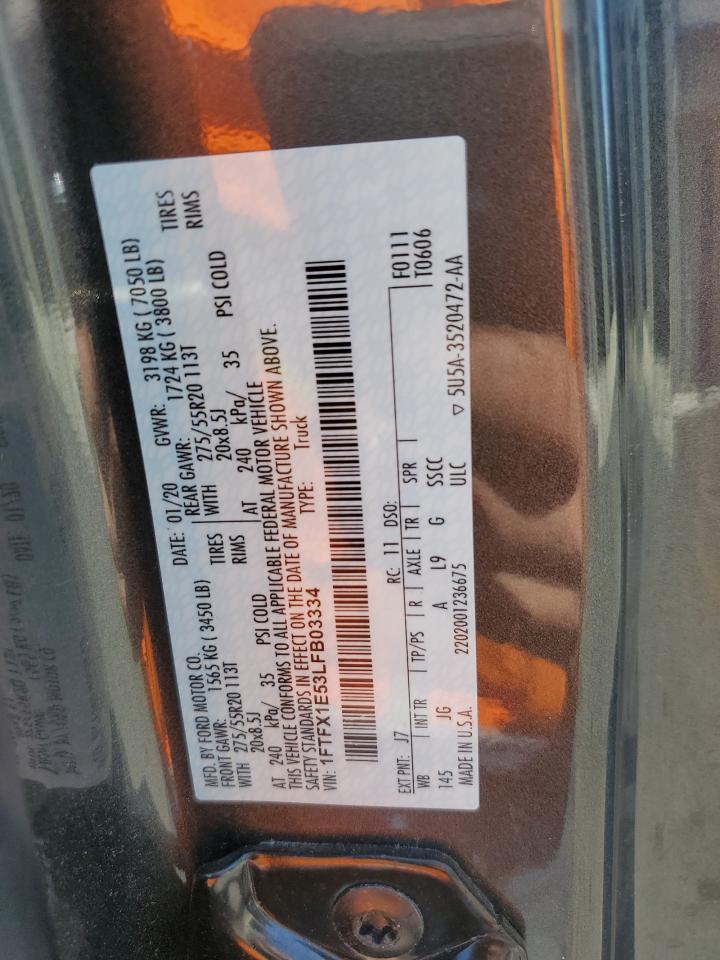 MFD. BY FORD MOTOR CO.
DATE: 01/20 GVWR: 3198 KG ( 7050 LB)
FRONT GAWR: 1565 KG ( 3450 LB) REAR GAWR: 1724 KG ( 3800 LB)
WITH 275/55R20 113T TIRES WITH 275/55R20 113T TIRES
20x8.5J RIMS 20x8.5J RIMS
AT 240 kPa/ 35 PSI COLD AT 240 kPa/ 35 PSI COLD
THIS VEHICLE CONFORMS TO ALL APPLICABLE FEDERAL MOTOR VEHICLE
SAFETY STANDARDS IN EFFECT ON THE DATE OF MANUFACTURE SHOWN ABOVE.
VIN: 1FTFX1E53LFB03334 TYPE: Truck
EXT PNT: J7 RC: 11 DSO: F0111
WB INT TR TP/PS R AXLE TR SPR T0606
145 JG A L9 G SSCC
MADE IN U.S.A. 2202001236675 ULC ▽ 5U5A-3520472-AA